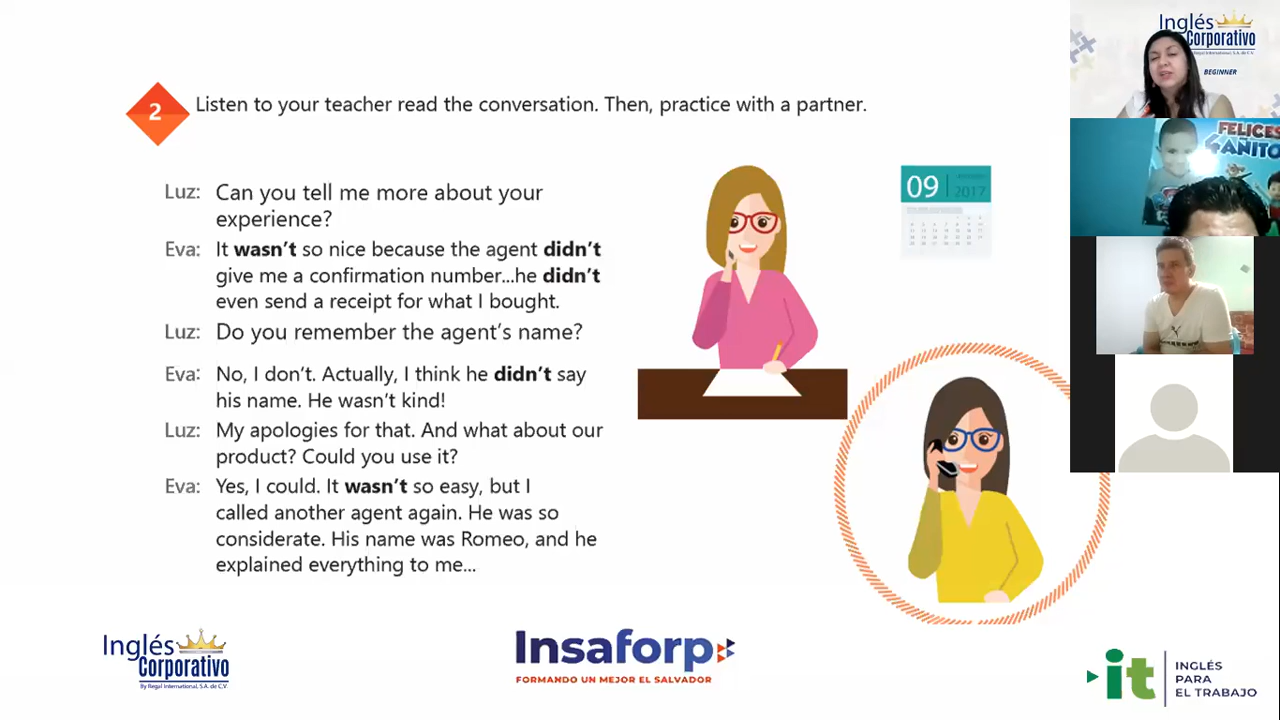 2
Listen to your teacher read the conversation. Then, practice with a partner.
Luz: Can you tell me more about your
experience?
Eva: It wasn't so nice because the agent didn't
give me a confirmation number...he didn't
even send a receipt for what I bought.
Luz: Do you remember the agent's name?
Eva: No, I don't. Actually, I think he didn't say
his name. He wasn't kind!
Luz: My apologies for that. And what about our
product? Could you use it?
Eva: Yes, I could. It wasn't so easy, but I
called another agent again. He was so
considerate. His name was Romeo, and he
explained everything to me...
09
2017
Inglés
Corporativo
By Regal International, S.A. de C.V.
BEGINNER
FELICES
4 AÑITO
Inglés
Corporativo
By Regal International, S.A. de C.V.
Insaforp
FORMANDO UN MEJOR EL SALVADOR
it
INGLÉS
PARA
EL TRABAJO